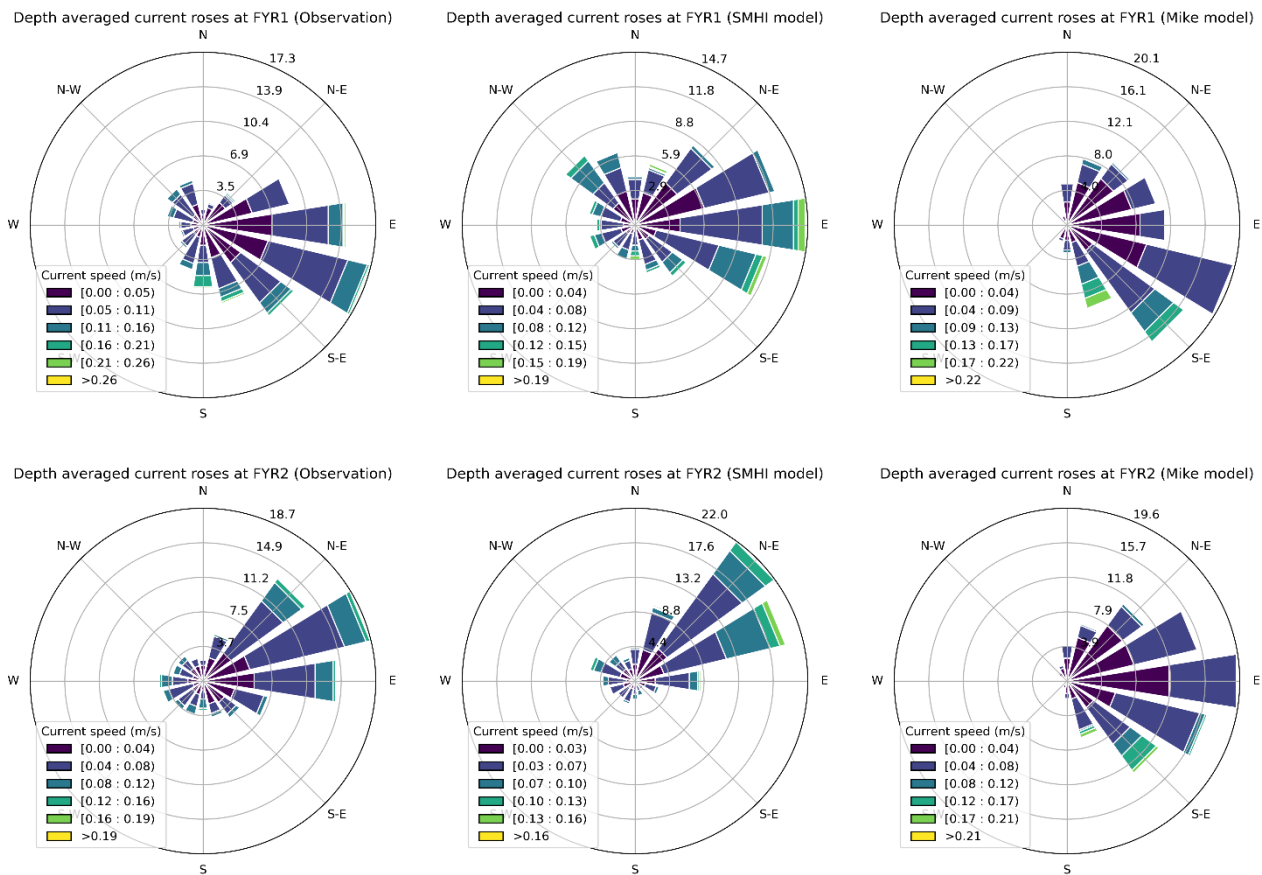 Depth averaged current roses at FYR1 (Observation)
N
17.3
13.9
10.4
6.9
3.5
N-W
N-E
W
E
S-W
S-E
S
Current speed (m/s)
[0.00 : 0.05)
[0.05 : 0.11)
[0.11 : 0.16)
[0.16 : 0.21)
[0.21 : 0.26)
>0.26
Depth averaged current roses at FYR1 (SMHI model)
N
14.7
11.8
8.8
5.9
2.9
N-W
N-E
W
E
S-W
S-E
S
Current speed (m/s)
[0.00 : 0.04)
[0.04 : 0.08)
[0.08 : 0.12)
[0.12 : 0.15)
[0.15 : 0.19)
>0.19
Depth averaged current roses at FYR1 (Mike model)
N
20.1
16.1
12.1
8.0
4.0
N-W
N-E
W
E
S-W
S-E
S
Current speed (m/s)
[0.00 : 0.04)
[0.04 : 0.09)
[0.09 : 0.13)
[0.13 : 0.17)
[0.17 : 0.22)
>0.22
Depth averaged current roses at FYR2 (Observation)
N
18.7
14.9
11.2
7.5
3.7
N-W
N-E
W
E
S-W
S-E
S
Current speed (m/s)
[0.00 : 0.04)
[0.04 : 0.08)
[0.08 : 0.12)
[0.12 : 0.16)
[0.16 : 0.19)
>0.19
Depth averaged current roses at FYR2 (SMHI model)
N
22.0
17.6
13.2
8.8
4.4
N-W
N-E
W
E
S-W
S-E
S
Current speed (m/s)
[0.00 : 0.03)
[0.03 : 0.07)
[0.07 : 0.10)
[0.10 : 0.13)
[0.13 : 0.16)
>0.16
Depth averaged current roses at FYR2 (Mike model)
N
19.6
15.7
11.8
7.9
N-W
N-E
W
E
S-W
S-E
S
Current speed (m/s)
[0.00 : 0.04)
[0.04 : 0.08)
[0.08 : 0.12)
[0.12 : 0.17)
[0.17 : 0.21)
>0.21